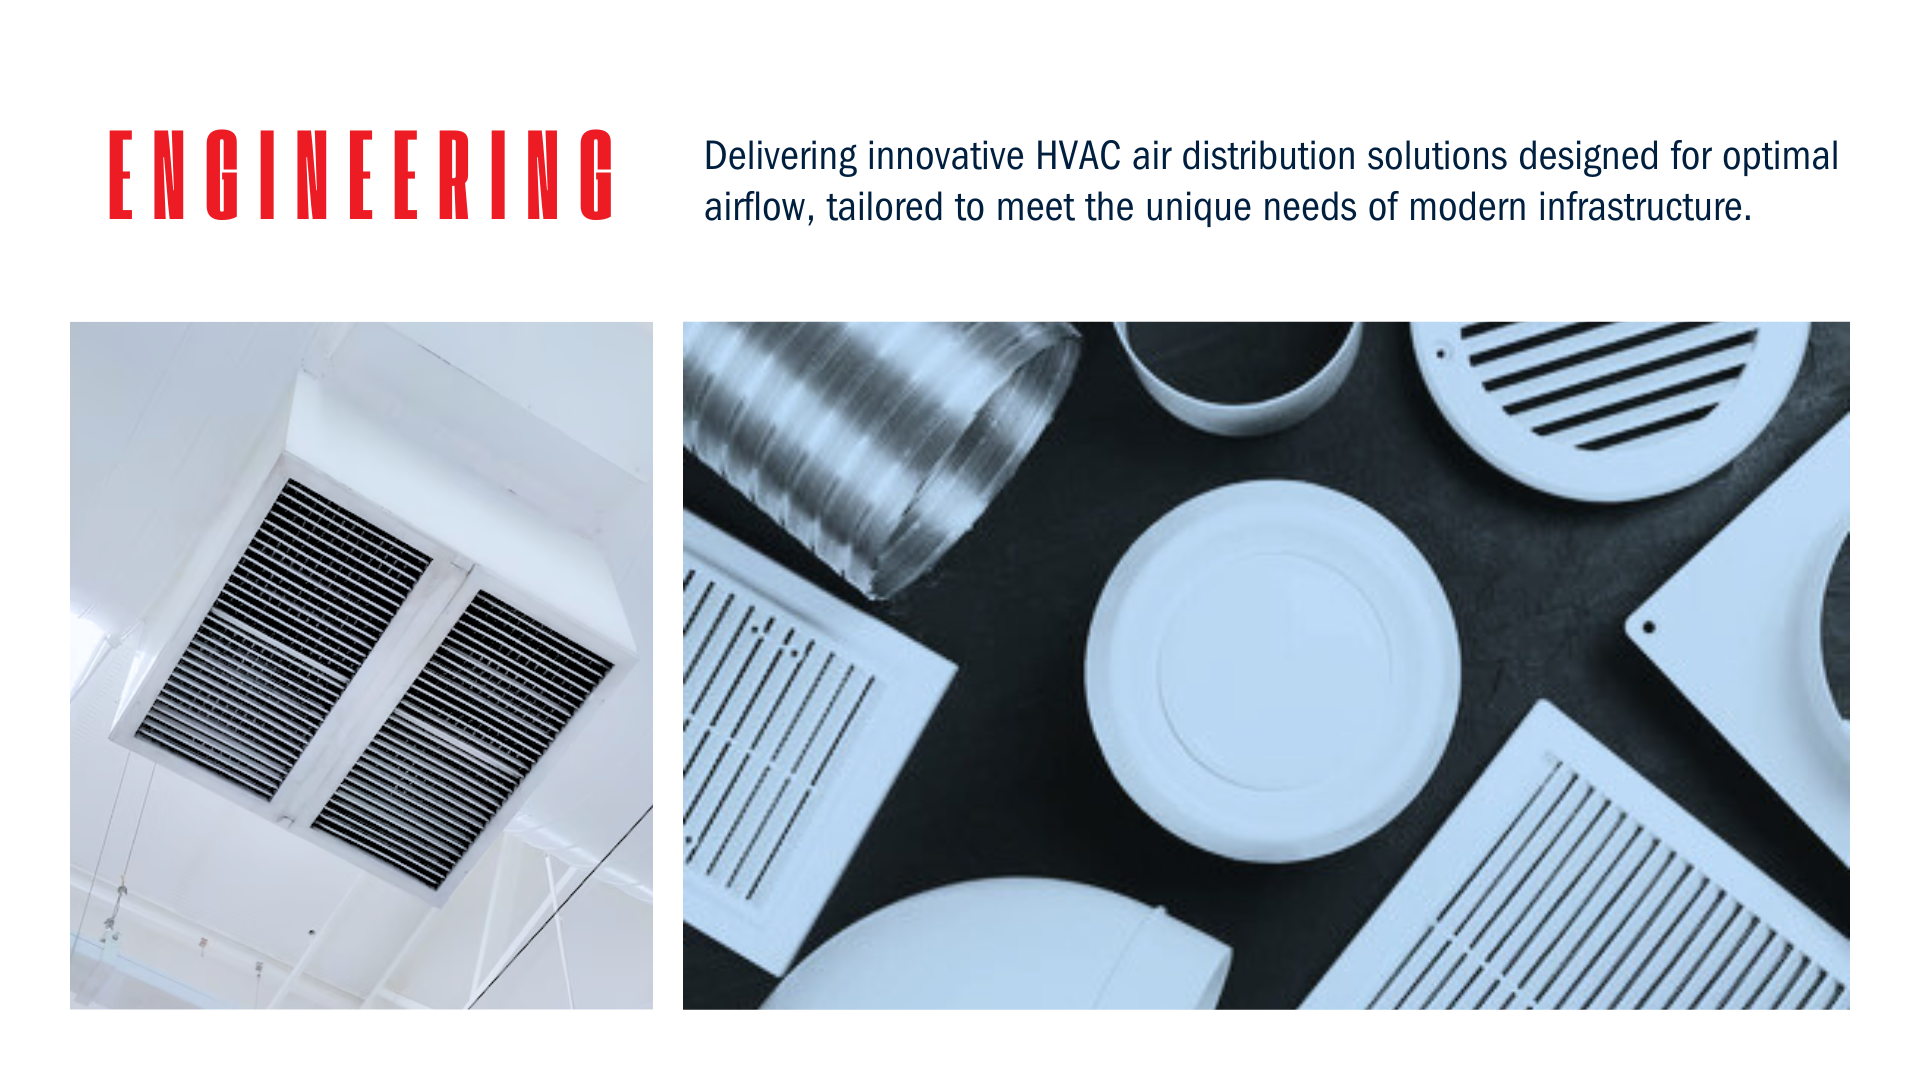 ENGINEERING
Delivering innovative HVAC air distribution solutions designed for optimal
airflow, tailored to meet the unique needs of modern infrastructure.